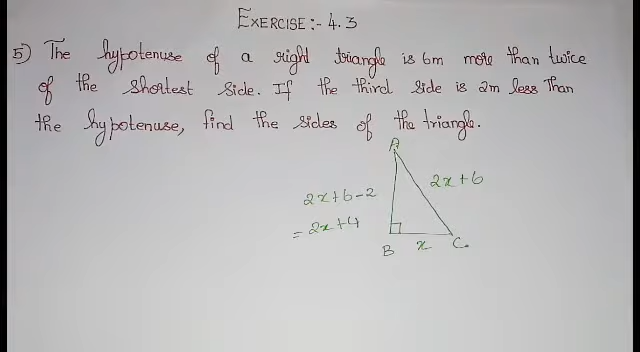 EXERCISE:- 4.3
5) The hypotenuse of a right triangle is 6m more than twice
of the shortest side. If the third side is 2m less than
the hypotenuse, find the sides of the triangle.
A
2x+6-2
2x+6
= 2x+4
B
x
C